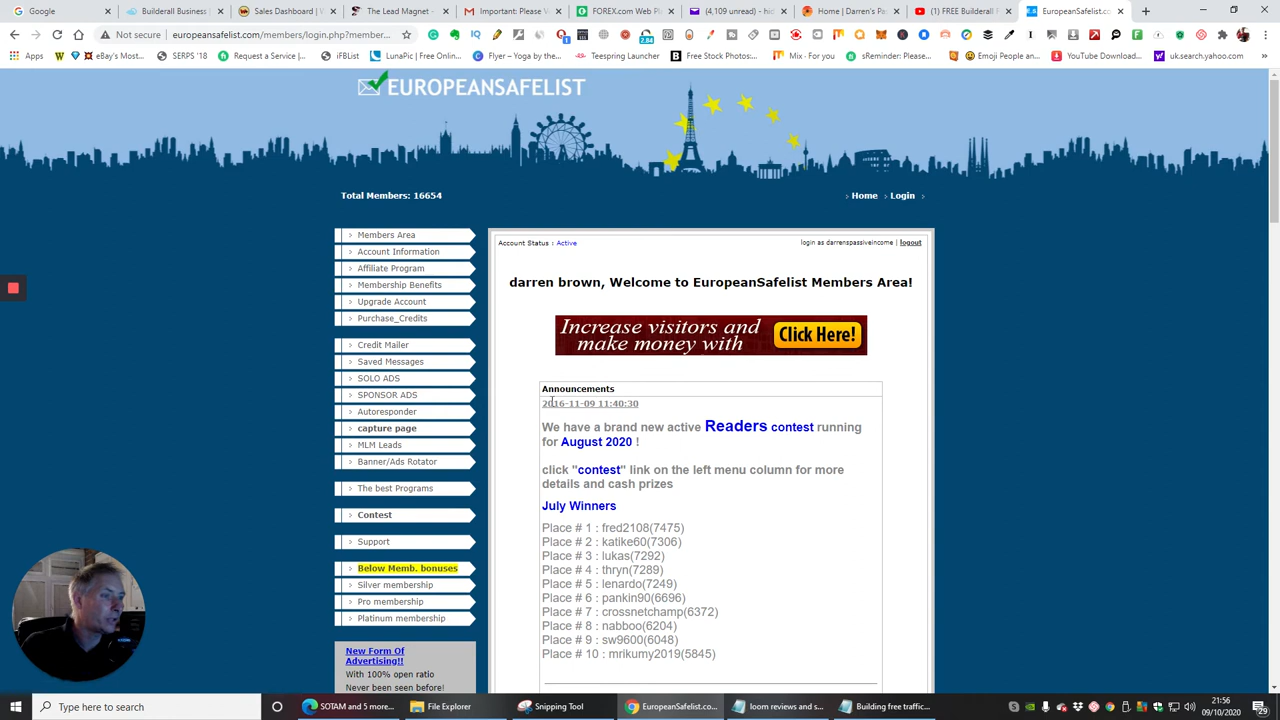 Google
Builderall Business
Sales Dashboard | W
The Lead Magnet -
Important: Please V
FOREX.com Web Pla
(4,109 unread) - hid
Home | Darren's Pa
(1) FREE Builderall F
EuropeanSafelist.co
Not secure | europeansafelist.com/members/login.php?member...
Apps
eBay's Mos...
SERPS '18
Request a Service |...
iFBList
LunaPic | Free Onlin...
Flyer – Yoga by the...
Teespring Launcher
Free Stock Photos:...
Mix · For you
sReminder: Please...
Emoji People an...
YouTube Download...
uk.search.yahoo.com
EUROPEANSAFELIST
Total Members: 16654
Home Login
Members Area
Account Information
Affiliate Program
Membership Benefits
Upgrade Account
Purchase_Credits
Credit Mailer
Saved Messages
SOLO ADS
SPONSOR ADS
Autoresponder
capture page
MLM Leads
Banner/Ads Rotator
The best Programs
Contest
Support
Below Memb. bonuses
Silver membership
Pro membership
Platinum membership
New Form Of
Advertising!!
With 100% open ratio
Never been seen before!
Account Status : Active
login as darrenspassiveincome | logout
darren brown, Welcome to EuropeanSafelist Members Area!
Increase visitors and
make money with
Click Here!
Announcements
2016-11-09 11:40:30
We have a brand new active Readers contest running
for August 2020 !
click "contest" link on the left menu column for more
details and cash prizes
July Winners
Place # 1 : fred2108(7475)
Place # 2 : katike60(7306)
Place # 3 : lukas(7292)
Place # 4 : thryn(7289)
Place # 5 : lenardo(7249)
Place # 6 : pankin90(6696)
Place # 7 : crossnetchamp(6372)
Place # 8 : nabboo(6204)
Place # 9 : sw9600(6048)
Place # 10 : mrikumy2019(5845)
Type here to search
SOTAM and 5 more...
File Explorer
Snipping Tool
EuropeanSafelist.co...
loom reviews and s...
Building free traffic...
21:56
09/10/2020